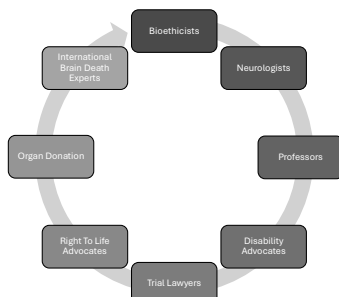 Bioethicists
Neurologists
Professors
Disability
Advocates
Trial Lawyers
Right To Life
Advocates
Organ Donation
International
Brain Death
Experts